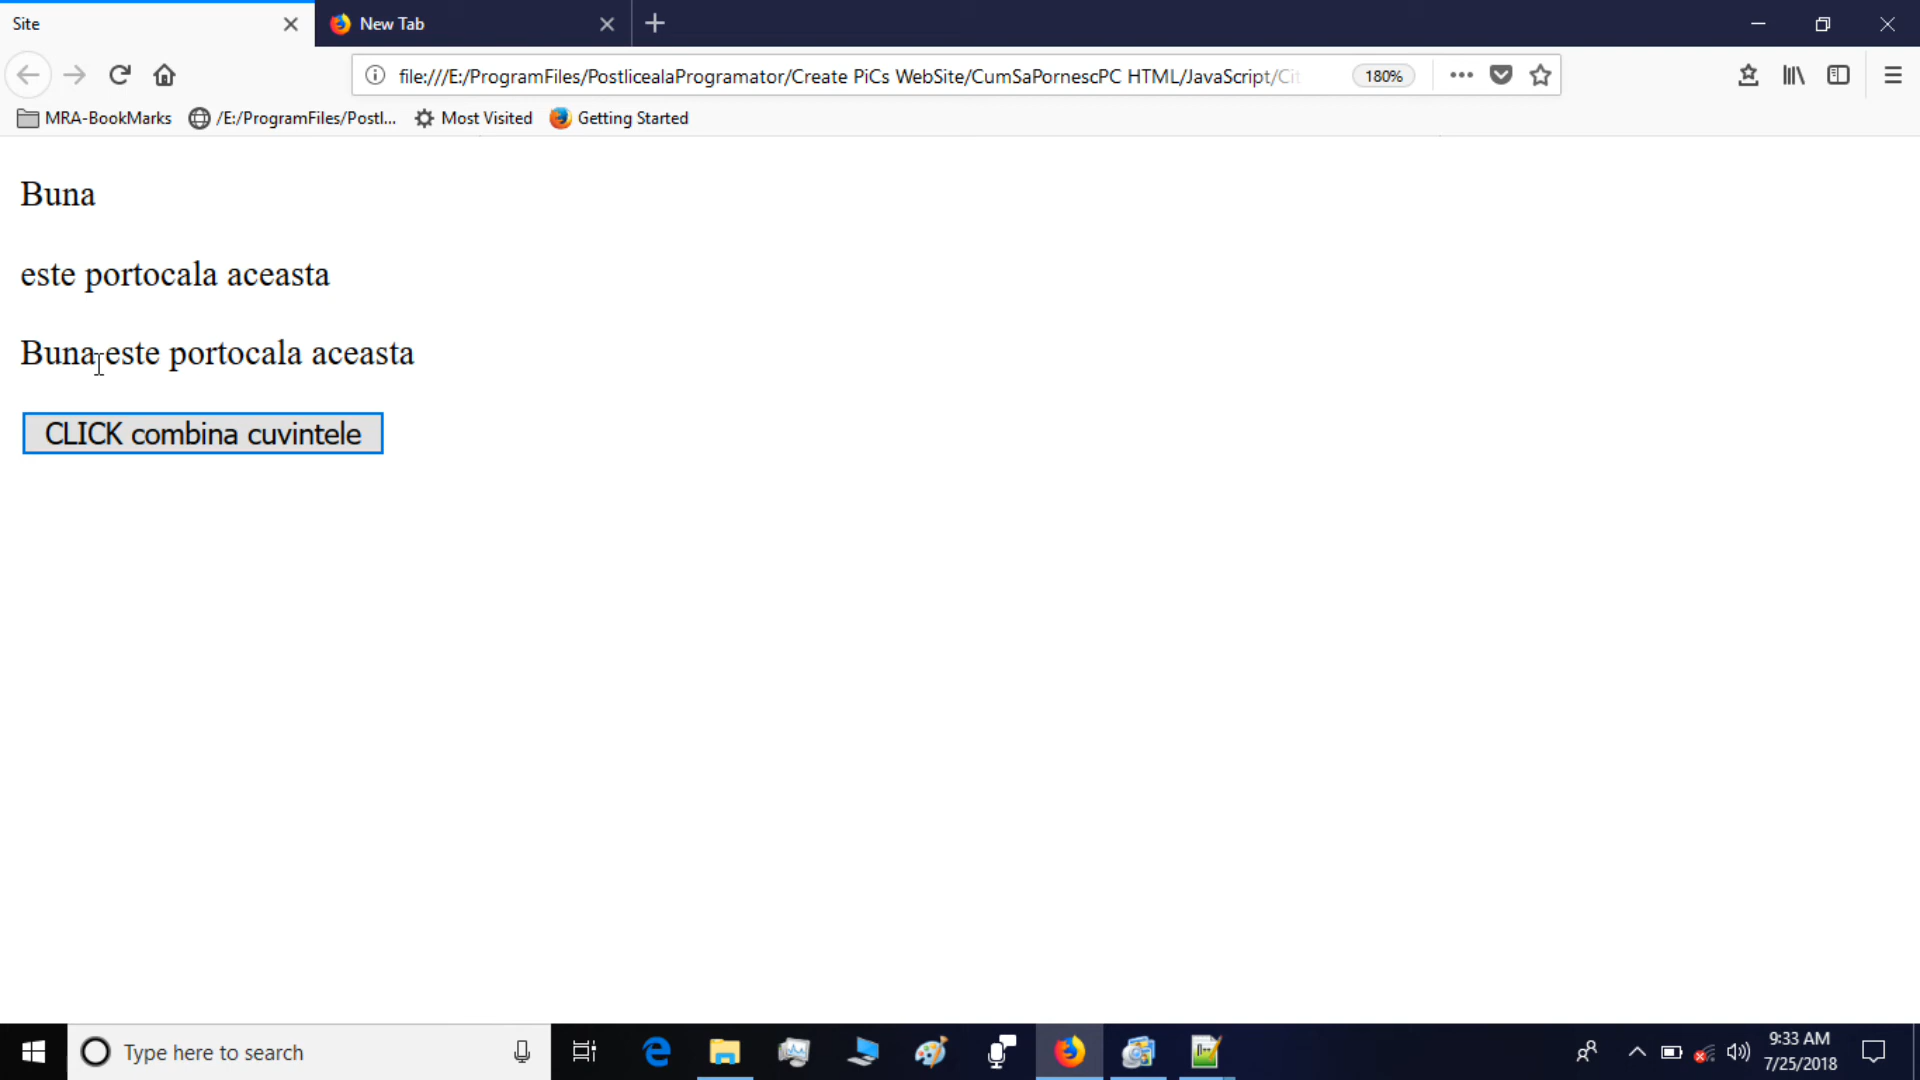 Site
New Tab
file:///E:/ProgramFiles/PostlicealaProgramator/Create PiCs WebSite/CumSaPornescPC HTML/JavaScript/Cit
180%
MRA-BookMarks
/E:/ProgramFiles/Postl...
Most Visited
Getting Started
Buna
este portocala aceasta
Buna este portocala aceasta
CLICK combina cuvintele
Type here to search
9:33 AM
7/25/2018